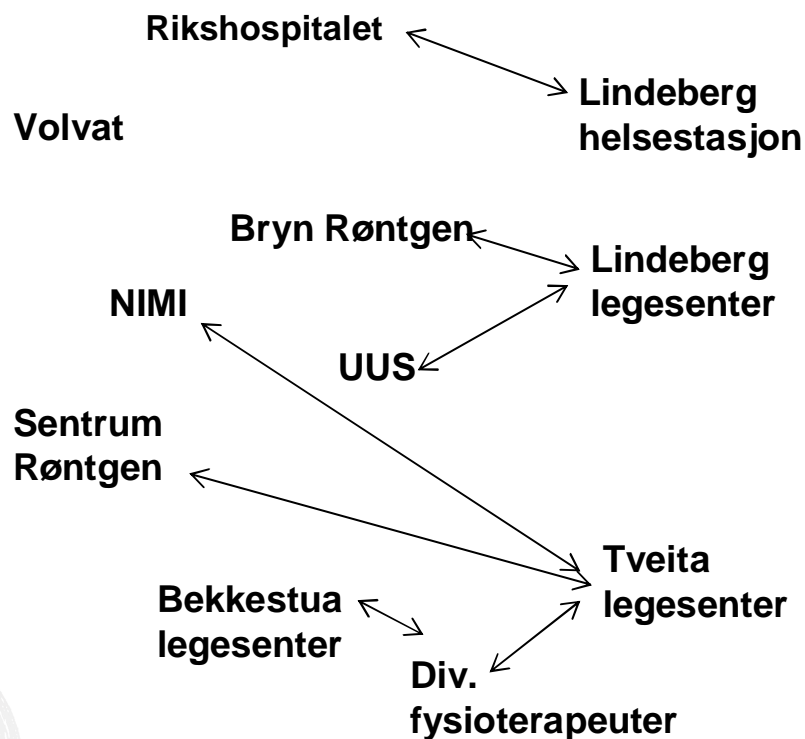 Rikshospitalet
Lindeberg
helsestasjon
Volvat
Bryn Røntgen
Lindeberg
legesenter
NIMI
UUS
Sentrum
Røntgen
Tveita
legesenter
Bekkestua
legesenter
Div.
fysioterapeuter